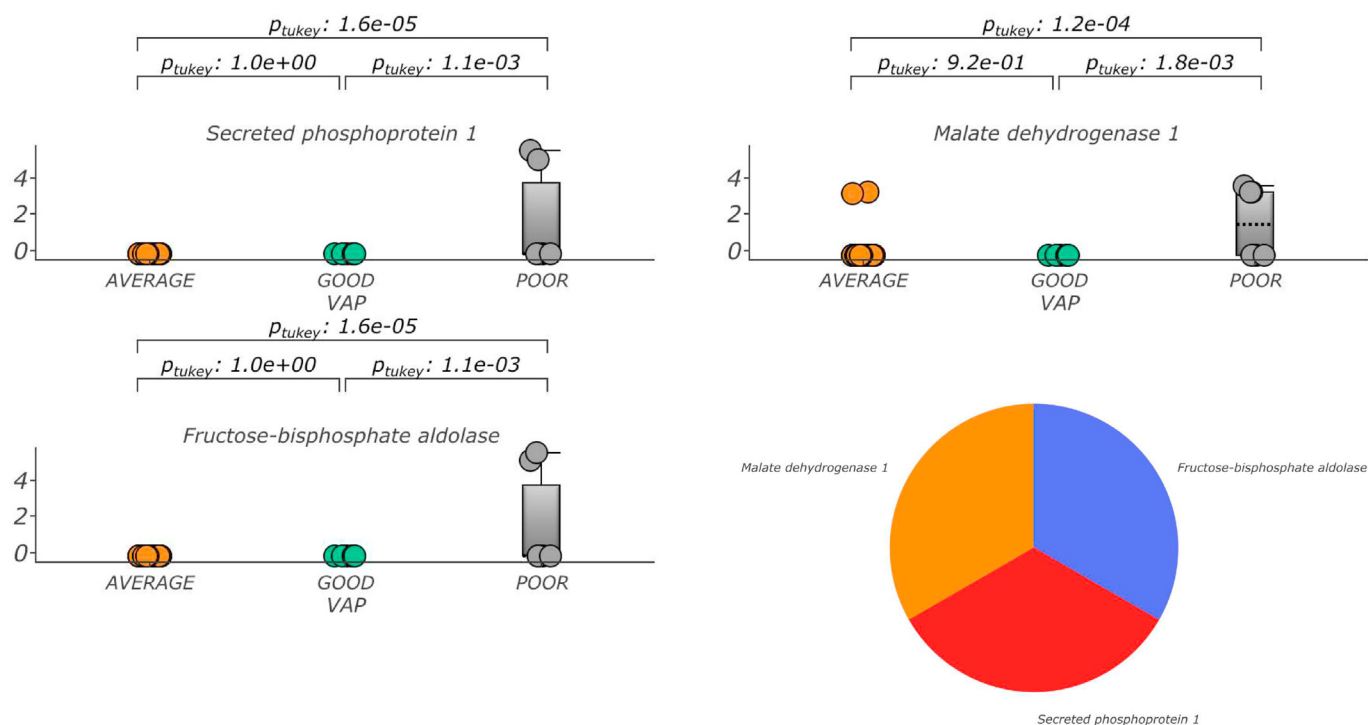 p_tukey: 1.6e-05
p_tukey: 1.0e+00
p_tukey: 1.1e-03
Secreted phosphoprotein 1
4
2
0
AVERAGE
GOOD
POOR
VAP
p_tukey: 1.2e-04
p_tukey: 9.2e-01
p_tukey: 1.8e-03
Malate dehydrogenase 1
4
2
0
AVERAGE
GOOD
POOR
VAP
p_tukey: 1.6e-05
p_tukey: 1.0e+00
p_tukey: 1.1e-03
Fructose-bisphosphate aldolase
4
2
0
AVERAGE
GOOD
POOR
VAP
Malate dehydrogenase 1
Fructose-bisphosphate aldolase
Secreted phosphoprotein 1